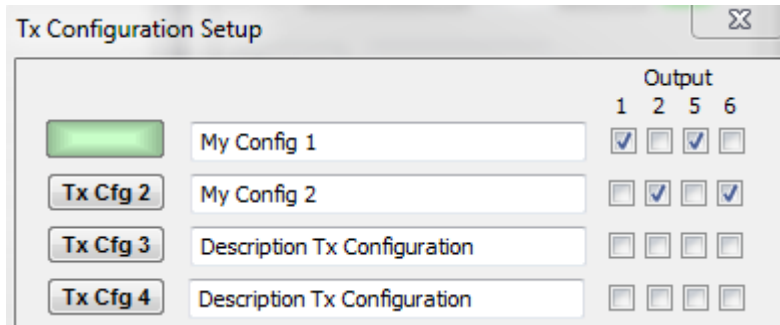 Tx Configuration Setup
Output
1 2 5 6
My Config 1
Tx Cfg 2 My Config 2
Tx Cfg 3 Description Tx Configuration
Tx Cfg 4 Description Tx Configuration